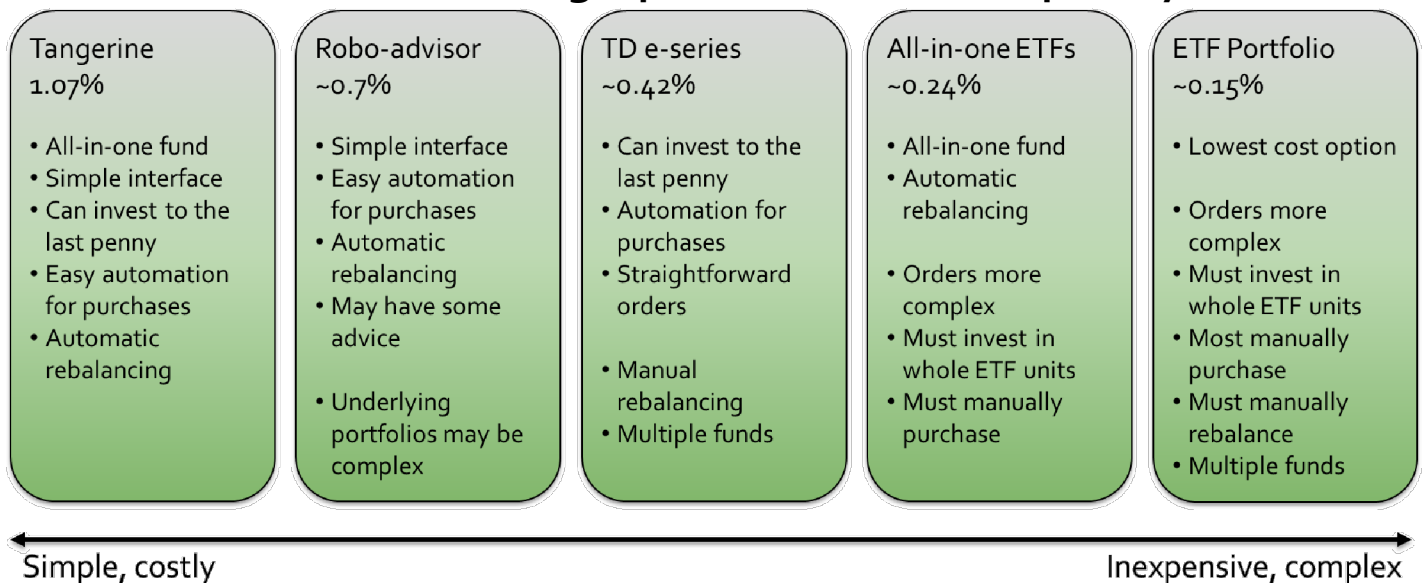 Tangerine
1.07%
• All-in-one fund
• Simple interface
• Can invest to the
last penny
• Easy automation
for purchases
• Automatic
rebalancing
Robo-advisor
~0.7%
• Simple interface
• Easy automation
for purchases
• Automatic
rebalancing
• May have some
advice
• Underlying
portfolios may be
complex
TD e-series
~0.42%
• Can invest to the
last penny
• Automation for
purchases
• Straightforward
orders
• Manual
rebalancing
• Multiple funds
All-in-one ETFs
~0.24%
• All-in-one fund
• Automatic
rebalancing
• Orders more
complex
• Must invest in
whole ETF units
• Must manually
purchase
ETF Portfolio
~0.15%
• Lowest cost option
• Orders more
complex
• Must invest in
whole ETF units
• Most manually
purchase
• Must manually
rebalance
• Multiple funds
Simple, costly
Inexpensive, complex